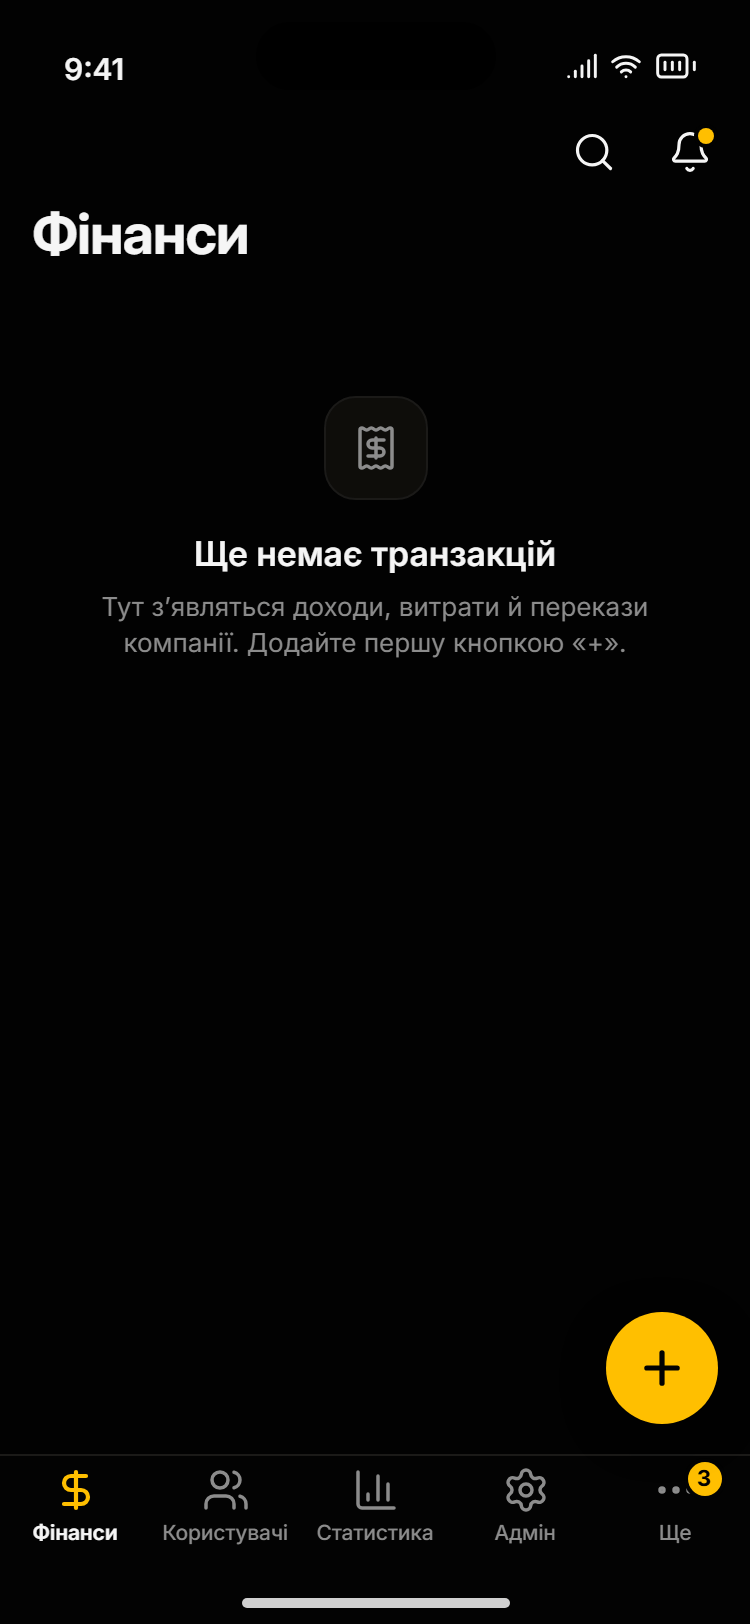 9:41
Фінанси
Ще немає транзакцій
Тут зʼявляться доходи, витрати й перекази
компанії. Додайте першу кнопкою «+».
3
Фінанси
Користувачі
Статистика
Адмін
Ще